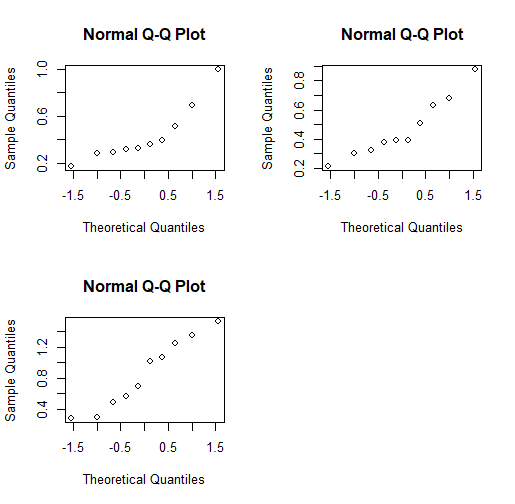 Normal Q-Q Plot
Sample Quantiles
0.2 0.6 1.0
-1.5 -0.5 0.5 1.5
Theoretical Quantiles
Normal Q-Q Plot
Sample Quantiles
0.2 0.4 0.6 0.8
-1.5 -0.5 0.5 1.5
Theoretical Quantiles
Normal Q-Q Plot
Sample Quantiles
0.4 0.8 1.2
-1.5 -0.5 0.5 1.5
Theoretical Quantiles